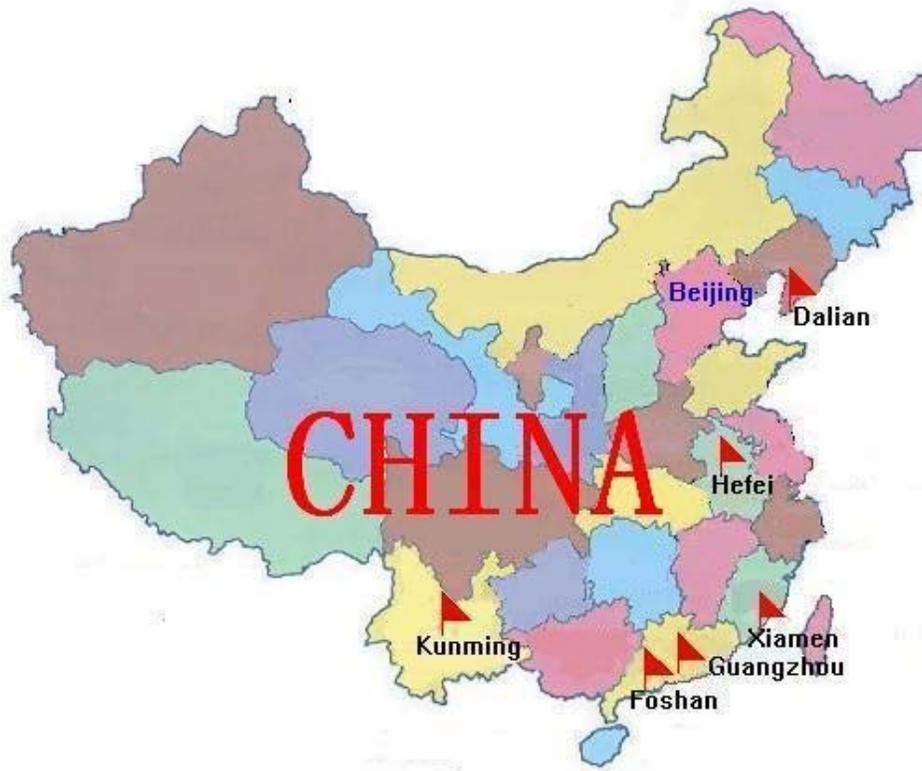 Beijing
Dalian
CHINA
Hefei
Kunming
Xiamen
Guangzhou
Foshan